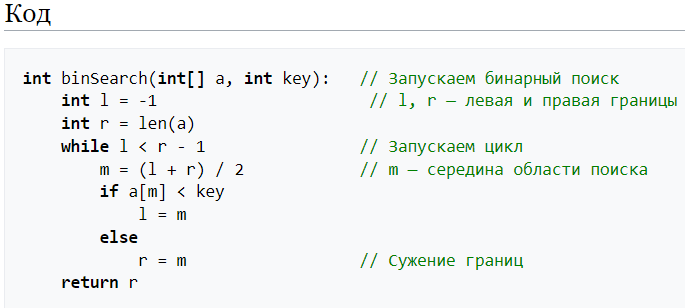 Код
int binSearch(int[] a, int key):   // Запускаем бинарный поиск
    int l = -1                      // l, r — левая и правая границы
    int r = len(a)
    while l < r - 1                // Запускаем цикл
        m = (l + r) / 2            // m — середина области поиска
        if a[m] < key
            l = m
        else
            r = m                  // Сужение границ
    return r